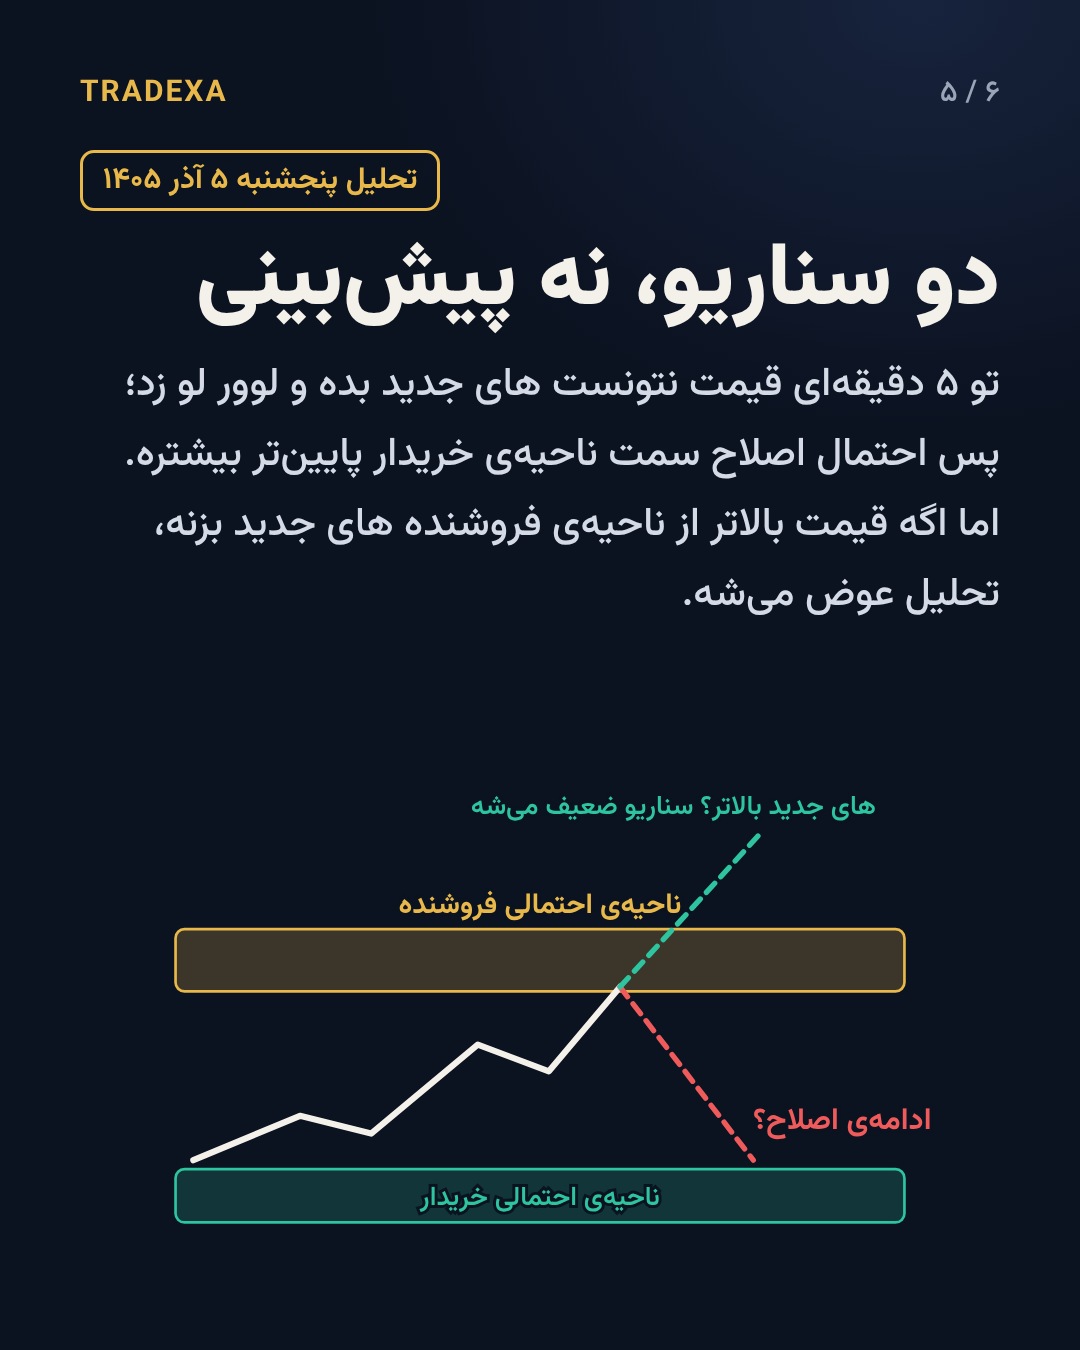 TRADEXA
۵ / ۶
تحلیل پنجشنبه ۵ آذر ۱۴۰۵
دو سناریو، نه پیش‌بینی
تو ۵ دقیقه‌ای قیمت نتونست های جدید بده و لوور لو زد؛
پس احتمال اصلاح سمت ناحیه‌ی خریدار پایین‌تر بیشتره.
اما اگه قیمت بالاتر از ناحیه‌ی فروشنده های جدید بزنه،
تحلیل عوض می‌شه.
های جدید بالاتر؟ سناریو ضعیف می‌شه
ناحیه‌ی احتمالی فروشنده
ادامه‌ی اصلاح؟
ناحیه‌ی احتمالی خریدار